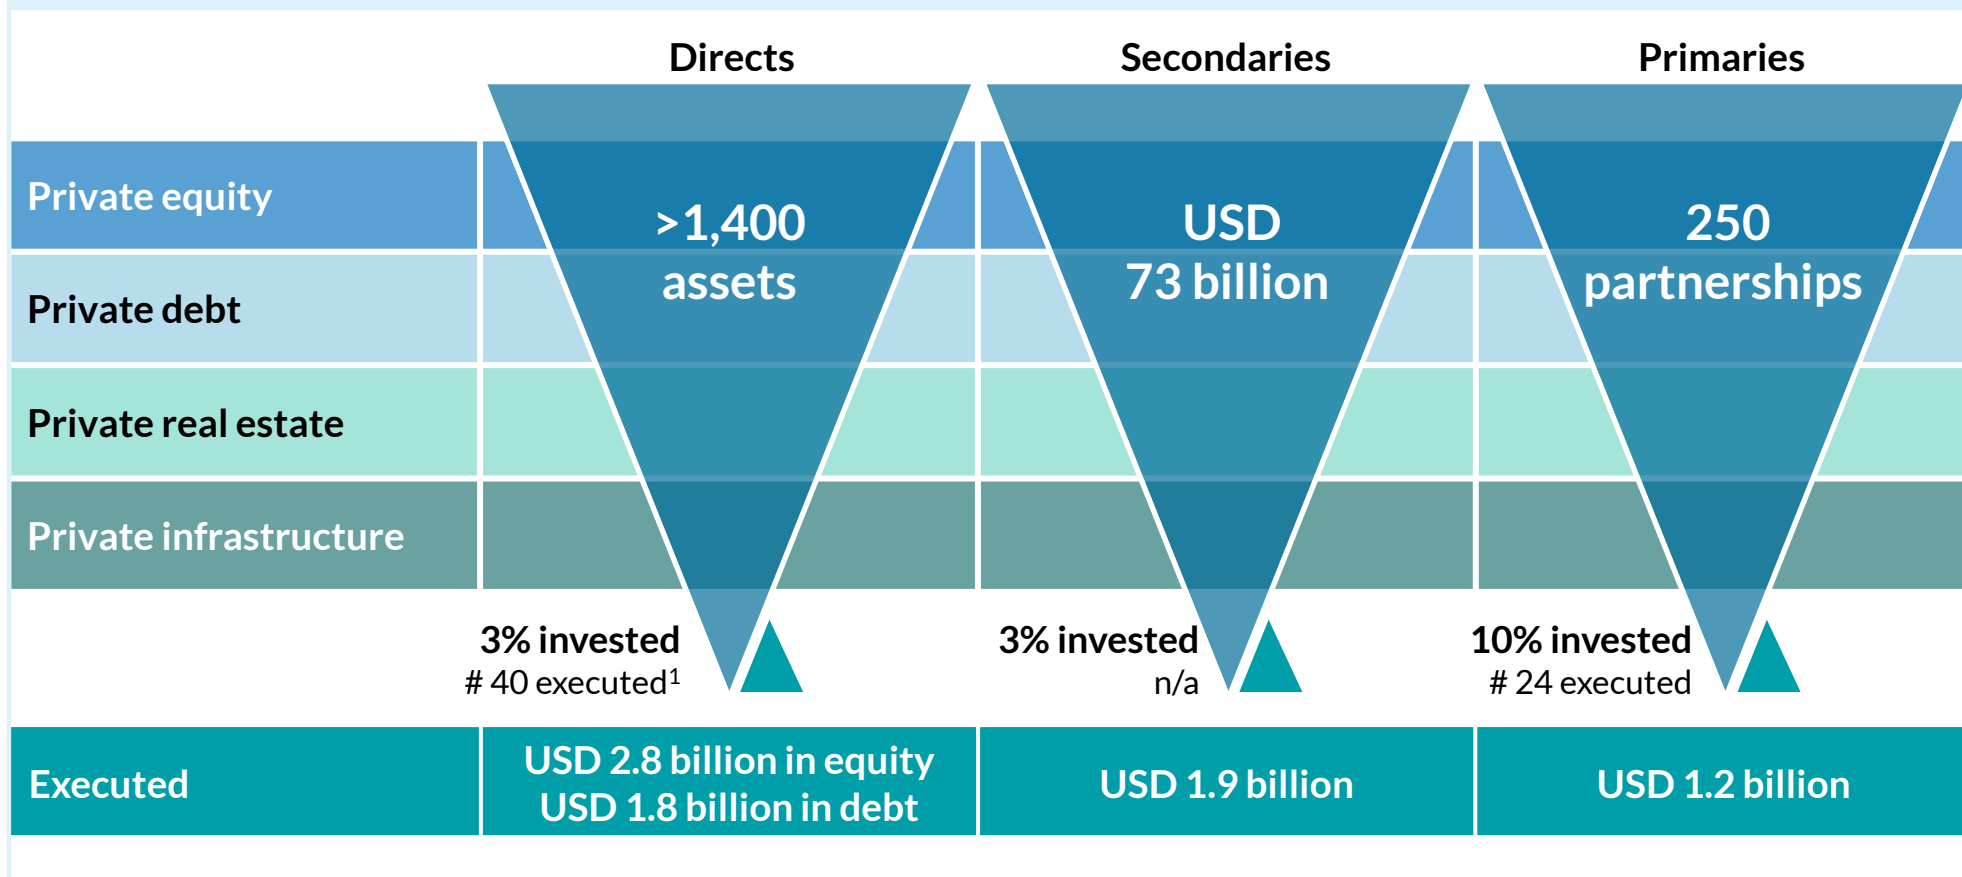 Directs
Secondaries
Primaries
Private equity
>1,400
assets
USD
73 billion
250
partnerships
Private debt
Private real estate
Private infrastructure
3% invested
# 40 executed¹
3% invested
n/a
10% invested
# 24 executed
Executed
USD 2.8 billion in equity
USD 1.8 billion in debt
USD 1.9 billion
USD 1.2 billion